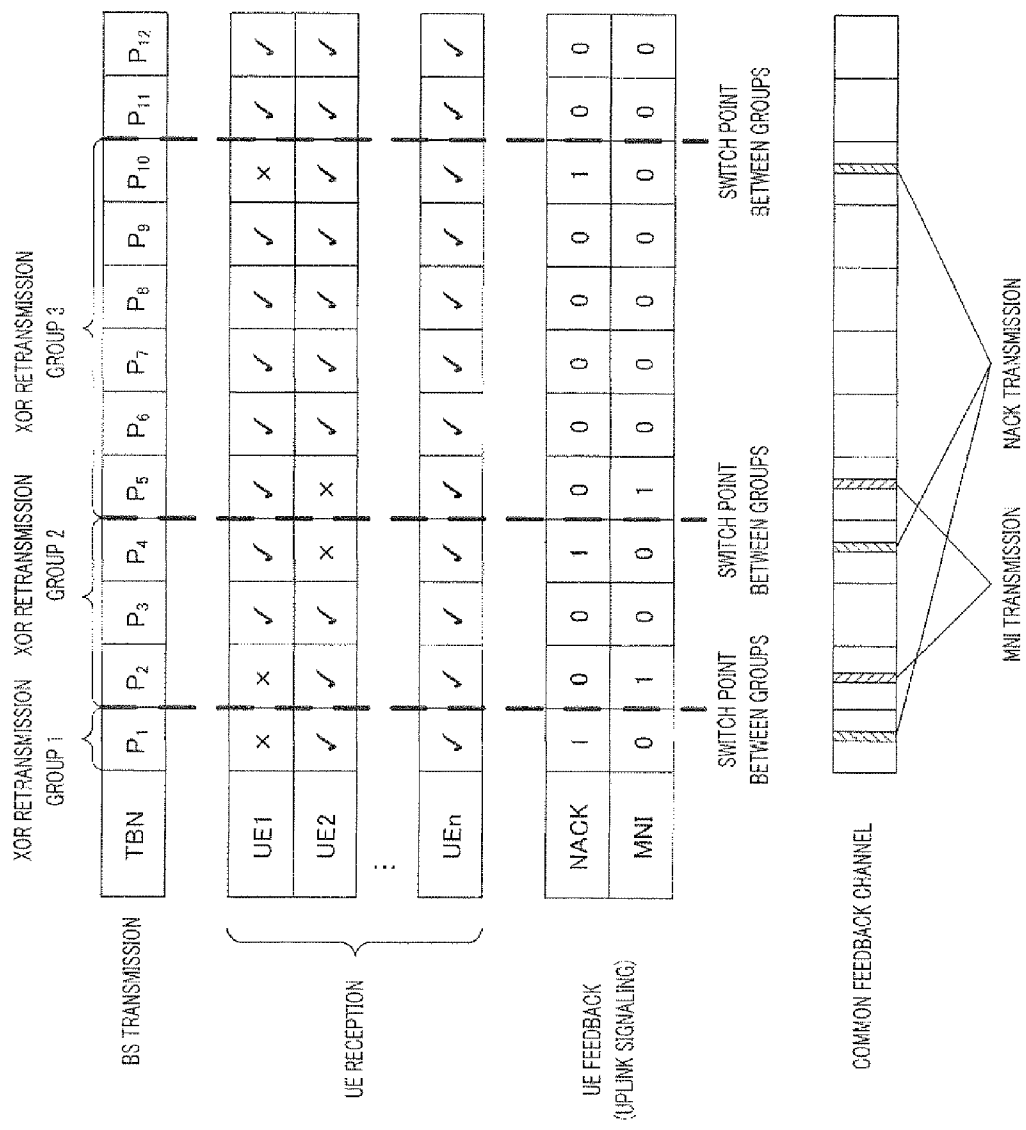 XOR RETRANSMISSION GROUP 1
XOR RETRANSMISSION GROUP 2
XOR RETRANSMISSION GROUP 3
BS TRANSMISSION
TBN P1 P2 P3 P4 P5 P6 P7 P8 P9 P10 P11 P12
UE RECEPTION
UE1 × × ✓ ✓ ✓ ✓ ✓ ✓ ✓ × ✓ ✓
UE2 ✓ ✓ ✓ × × ✓ ✓ ✓ ✓ ✓ ✓ ✓
...
UEn ✓ ✓ ✓ ✓ ✓ ✓ ✓ ✓ ✓ ✓ ✓ ✓
UE FEEDBACK
(UPLINK SIGNALING)
NACK 1 0 0 1 0 0 0 0 0 1 0 0
MNI 0 1 0 0 1 0 0 0 0 0 0 0
SWITCH POINT
BETWEEN GROUPS
SWITCH POINT
BETWEEN GROUPS
SWITCH POINT
BETWEEN GROUPS
COMMON FEEDBACK CHANNEL
MNI TRANSMISSION
NACK TRANSMISSION